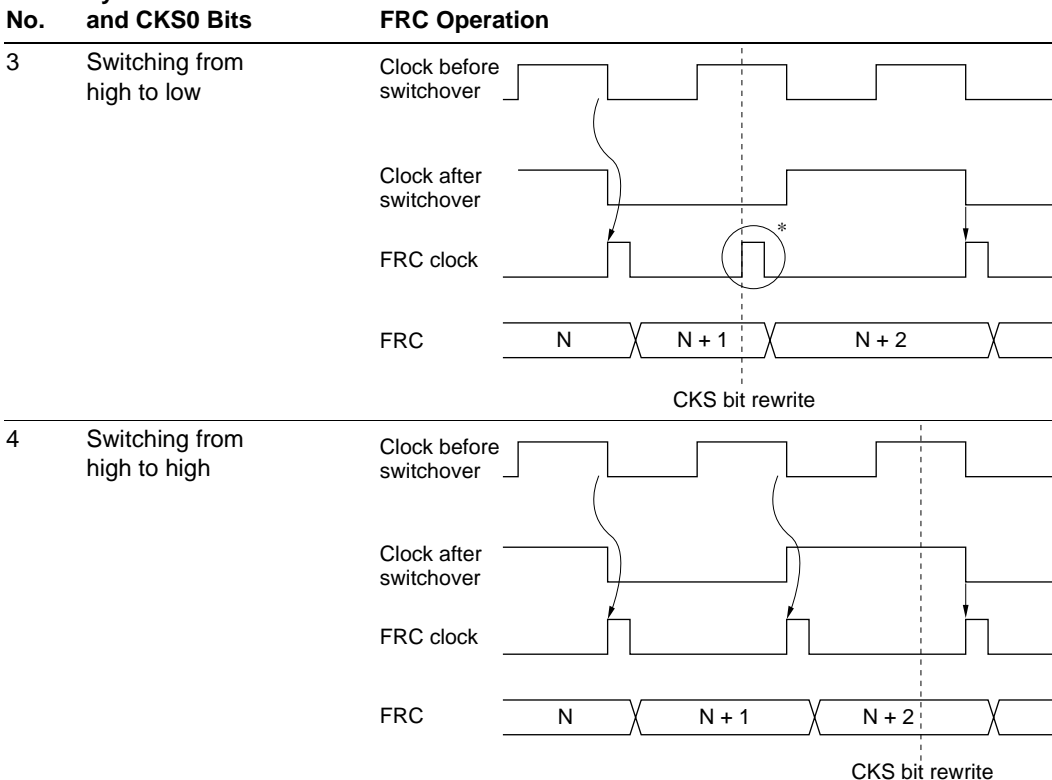 No. and CKS0 Bits FRC Operation
3 Switching from
high to low
Clock before
switchover
Clock after
switchover
*
FRC clock
FRC N N + 1 N + 2
CKS bit rewrite
4 Switching from
high to high
Clock before
switchover
Clock after
switchover
FRC clock
FRC N N + 1 N + 2
CKS bit rewrite